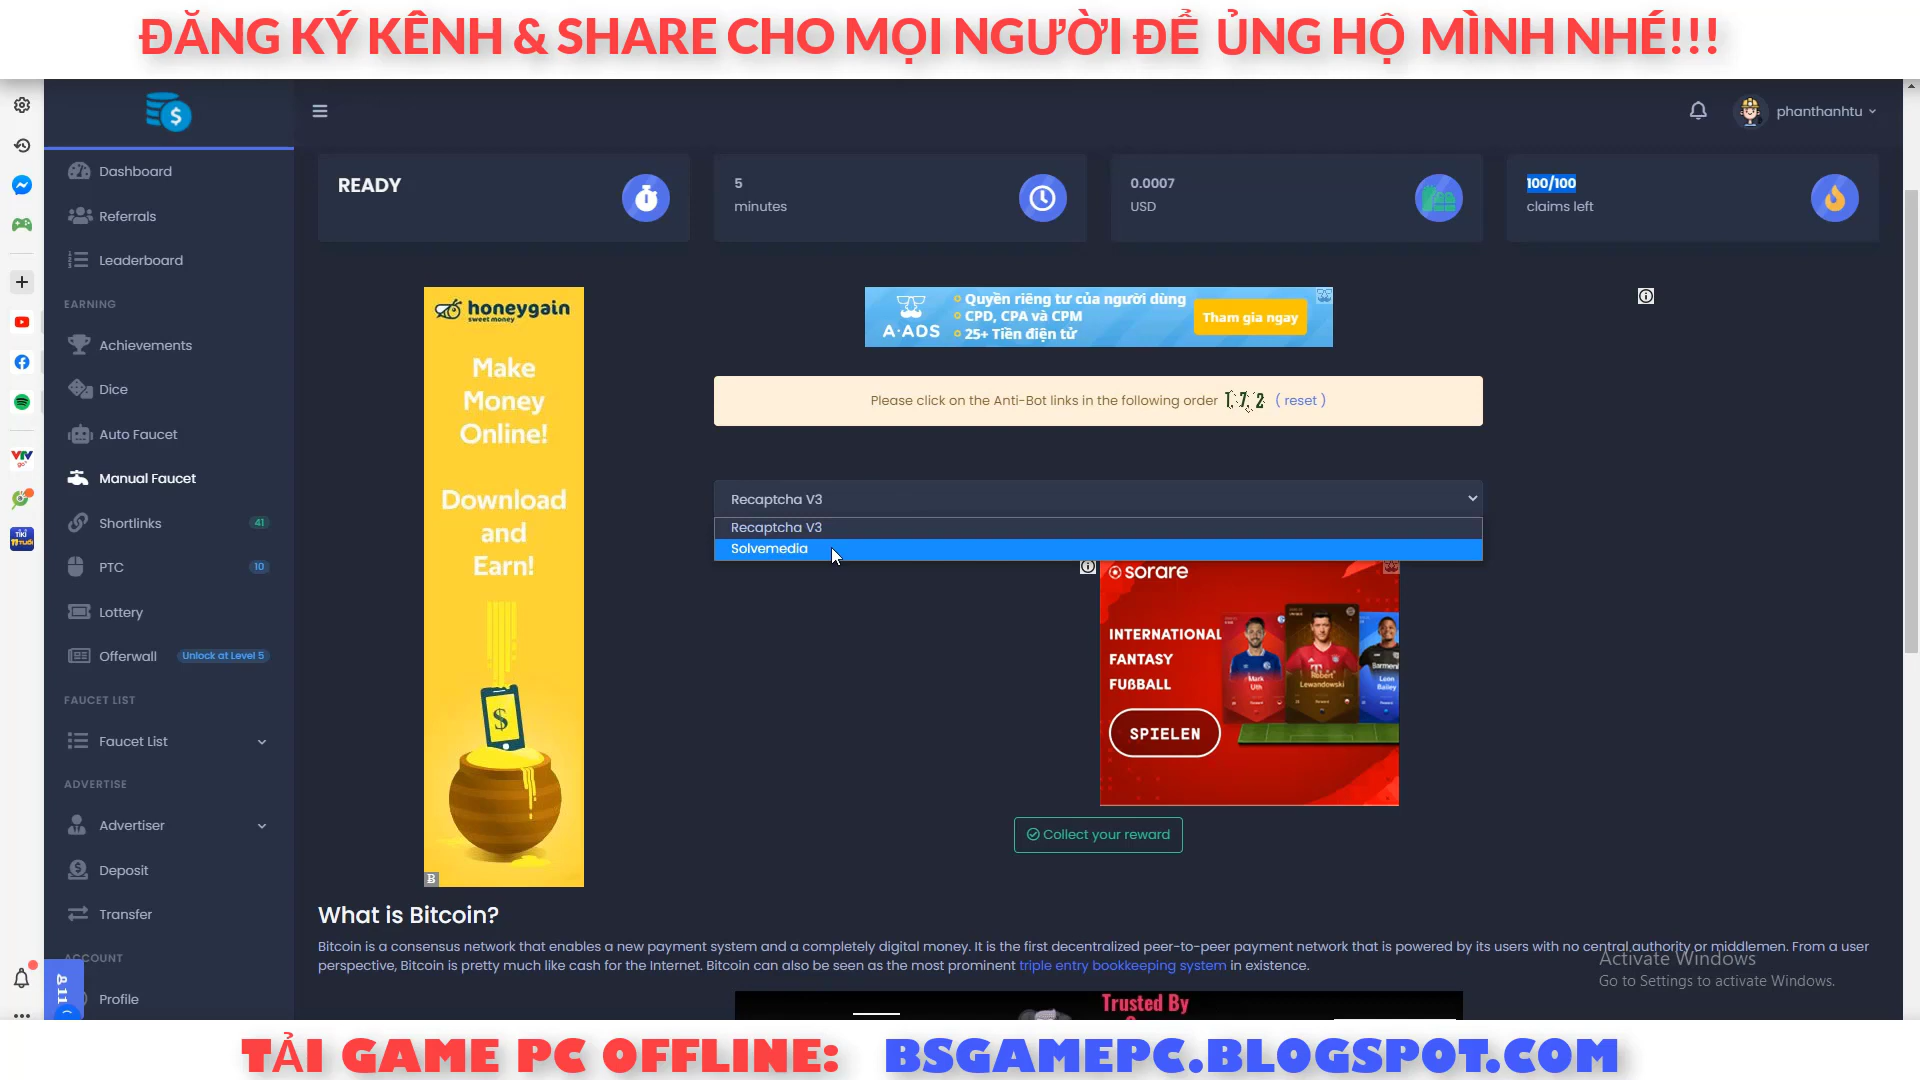 ĐĂNG KÝ KÊNH & SHARE CHO MỌI NGƯỜI ĐỂ ỦNG HỘ MÌNH NHÉ!!!
phanthanhtu
Dashboard
Referrals
Leaderboard
EARNING
Achievements
Dice
Auto Faucet
Manual Faucet
Shortlinks 41
PTC 10
Lottery
Offerwall Unlock at Level 5
FAUCET LIST
Faucet List
ADVERTISE
Advertiser
Deposit
Transfer
ACCOUNT
Profile
READY
5
minutes
0.0007
USD
100/100
claims left
honeygain
sweet money
Make
Money
Online!
Download
and
Earn!
A-ADS
Quyền riêng tư của người dùng
CPD, CPA và CPM
25+ Tiền điện tử
Tham gia ngay
Please click on the Anti-Bot links in the following order 1, 7, 2 ( reset )
Recaptcha V3
Recaptcha V3
Solvemedia
sorare
INTERNATIONAL
FANTASY
FUßBALL
SPIELEN
Mark
Uth
Robert
Lewandowski
Leon
Bailey
Collect your reward
What is Bitcoin?
Bitcoin is a consensus network that enables a new payment system and a completely digital money. It is the first decentralized peer-to-peer payment network that is powered by its users with no central authority or middlemen. From a user
perspective, Bitcoin is pretty much like cash for the Internet. Bitcoin can also be seen as the most prominent triple entry bookkeeping system in existence.
Activate Windows
Go to Settings to activate Windows.
Trusted By
TẢI GAME PC OFFLINE: BSGAMEPC.BLOGSPOT.COM